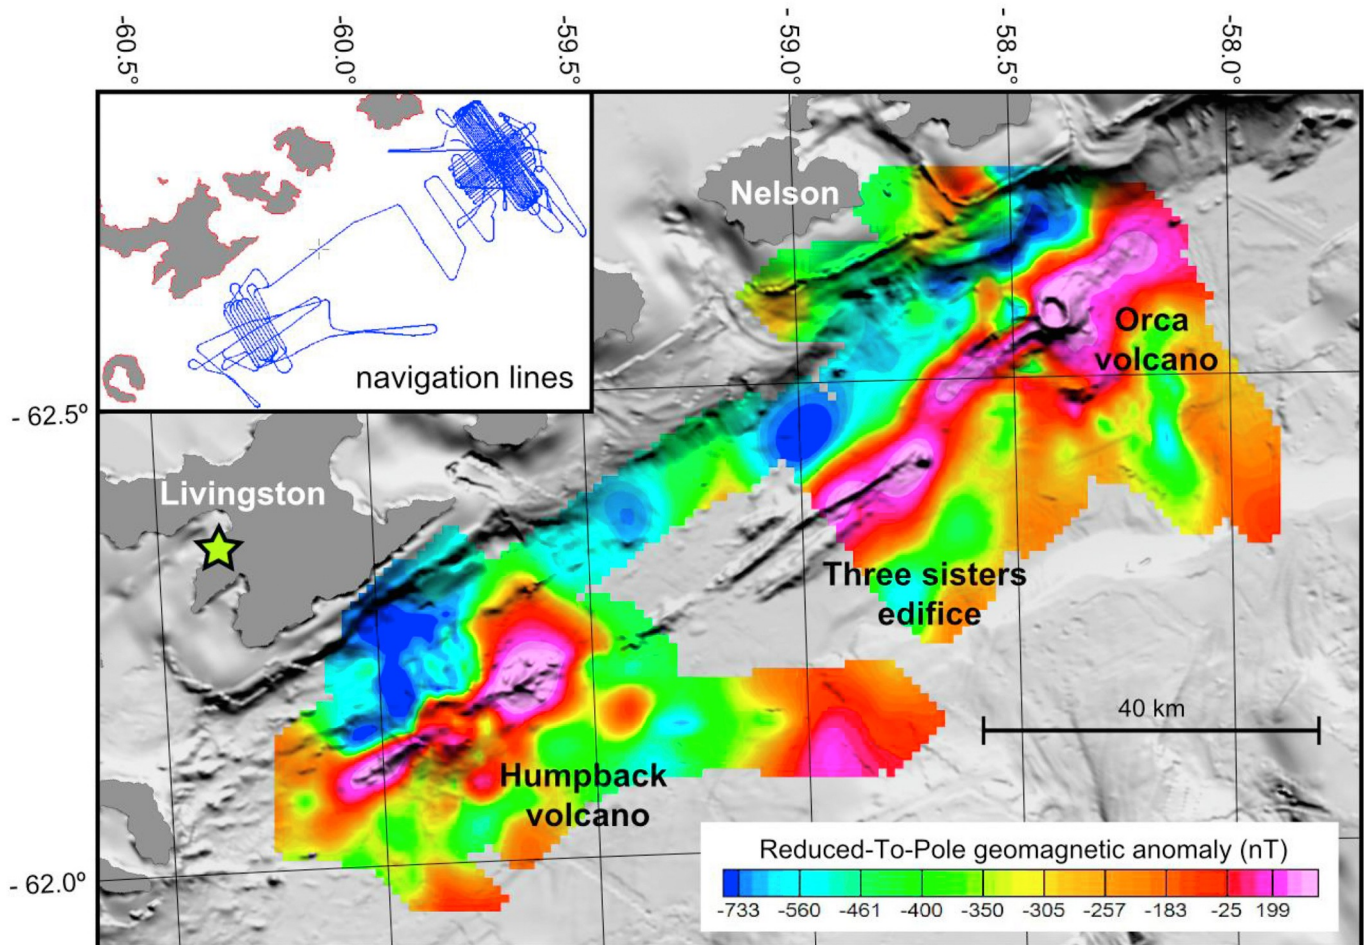 - 60.5°
- 60.0°
- 59.5°
- 59.0°
- 58.5°
- 58.0°
navigation lines
Nelson
Orca
volcano
- 62.5°
Livingston
Three sisters
edifice
40 km
Humpback
volcano
- 62.0°
Reduced-To-Pole geomagnetic anomaly (nT)
-733 -560 -461 -400 -350 -305 -257 -183 -25 199